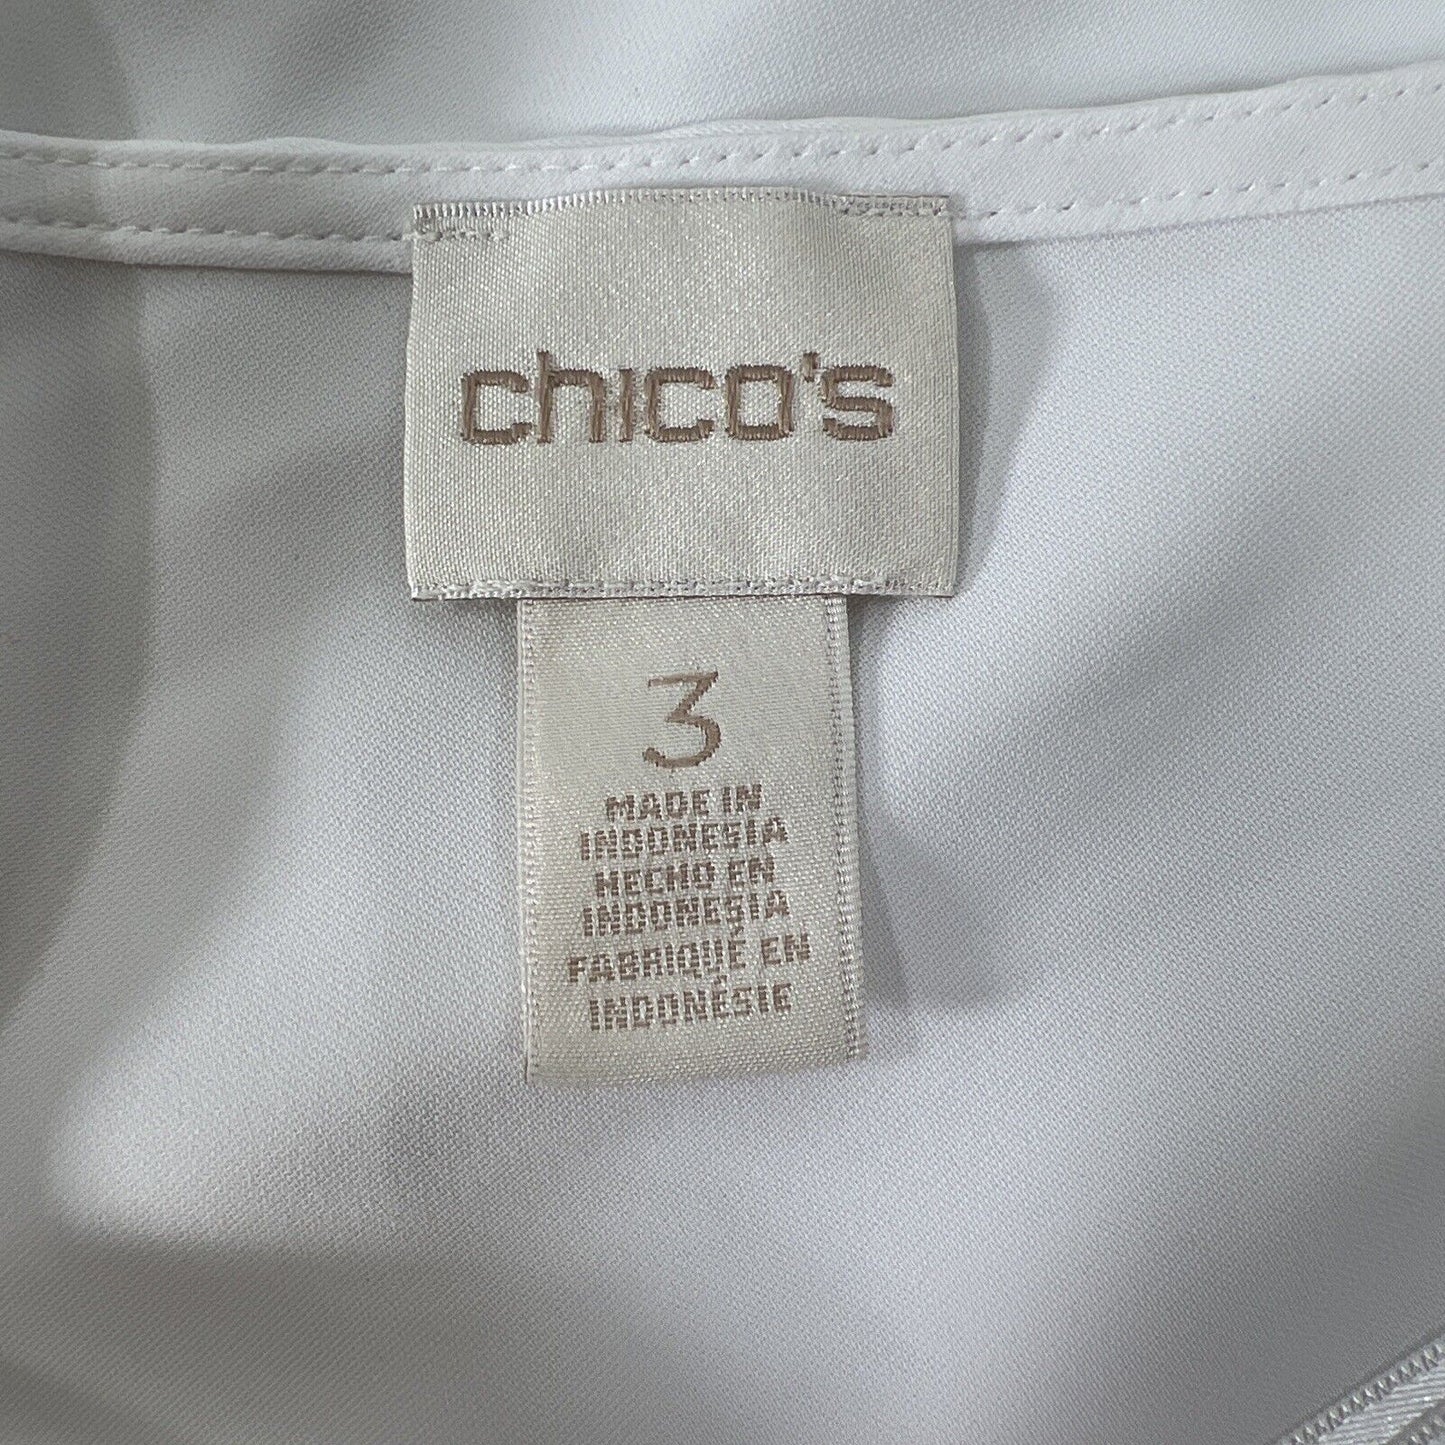 chico's
3
MADE IN
INDONESIA
HECHO EN
INDONESIA
FABRIQUÉ EN
INDONÉSIE